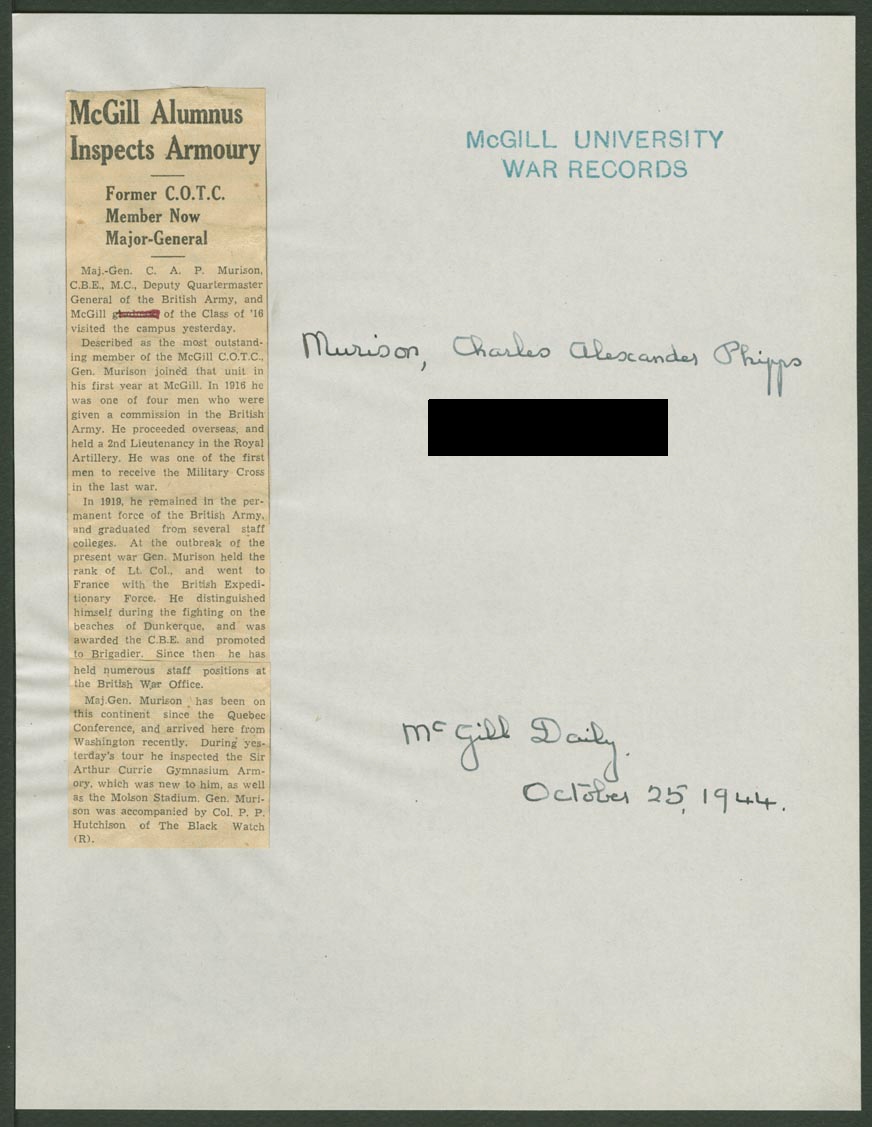 McGill Alumnus
Inspects Armoury
Former C.O.T.C.
Member Now
Major-General
Maj.-Gen. C. A. P. Murison,
C.B.E., M.C., Deputy Quartermaster
General of the British Army, and
McGill of the Class of '16
visited the campus yesterday.
Described as the most outstand-
ing member of the McGill C.O.T.C.,
Gen. Murison joined that unit in
his first year at McGill. In 1916 he
was one of four men who were
given a commission in the British
Army. He proceeded overseas, and
held a 2nd Lieutenancy in the Royal
Artillery. He was one of the first
men to receive the Military Cross
in the last war.
In 1919, he remained in the per-
manent force of the British Army,
and graduated from several staff
colleges. At the outbreak of the
present war Gen. Murison held the
rank of Lt. Col., and went to
France with the British Expedi-
tionary Force. He distinguished
himself during the fighting on the
beaches of Dunkerque, and was
awarded the C.B.E. and promoted
to Brigadier. Since then he has
held numerous staff positions at
the British War Office.
Maj.Gen. Murison has been on
this continent since the Quebec
Conference, and arrived here from
Washington recently. During yes-
terday's tour he inspected the Sir
Arthur Currie Gymnasium Arm-
ory, which was new to him, as well
as the Molson Stadium. Gen. Muri-
son was accompanied by Col. P. P.
Hutchison of The Black Watch
(R).
McGILL UNIVERSITY
WAR RECORDS
Murison, Charles Alexander Phipps
McGill Daily.
October 25, 1944.